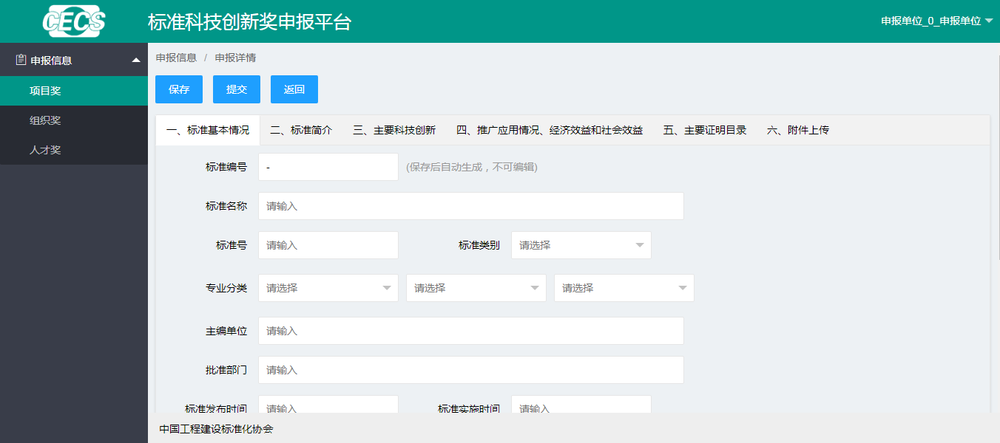 CECS
标准科技创新奖申报平台
申报单位_0_申报单位
申报信息
项目奖
组织奖
人才奖
申报信息 / 申报详情
保存 提交 返回
一、标准基本情况 二、标准简介 三、主要科技创新 四、推广应用情况、经济效益和社会效益 五、主要证明目录 六、附件上传
标准编号 - (保存后自动生成，不可编辑)
标准名称 请输入
标准号 请输入 标准类别 请选择
专业分类 请选择 请选择 请选择
主编单位 请输入
批准部门 请输入
标准发布时间 请输入 标准实施时间 请输入
中国工程建设标准化协会